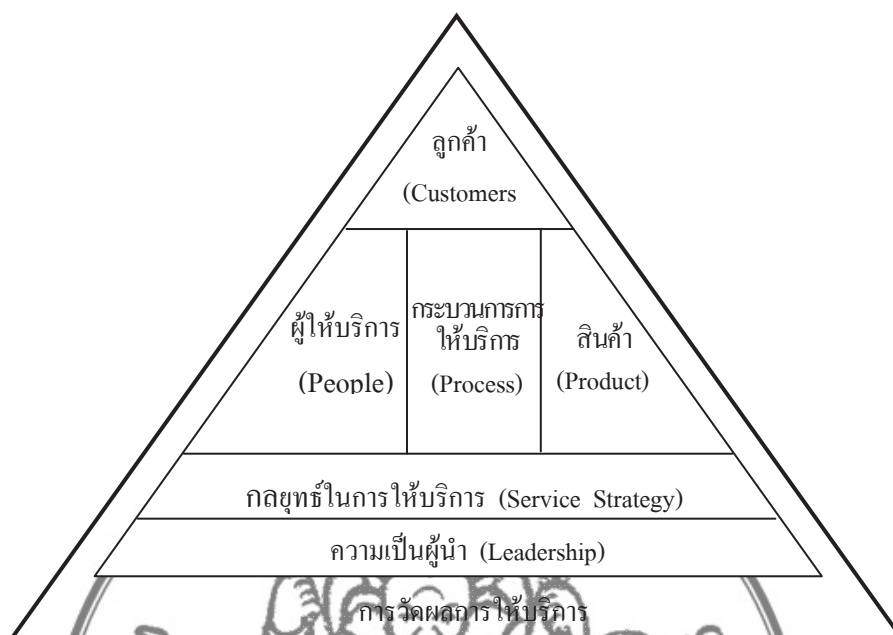 ลูกค้า
(Customers
ผู้ให้บริการ
(People)
กระบวนการการ
ให้บริการ
(Process)
สินค้า
(Product)
กลยุทธ์ในการให้บริการ (Service Strategy)
ความเป็นผู้นำ (Leadership)
การวัดผลการให้บริการ